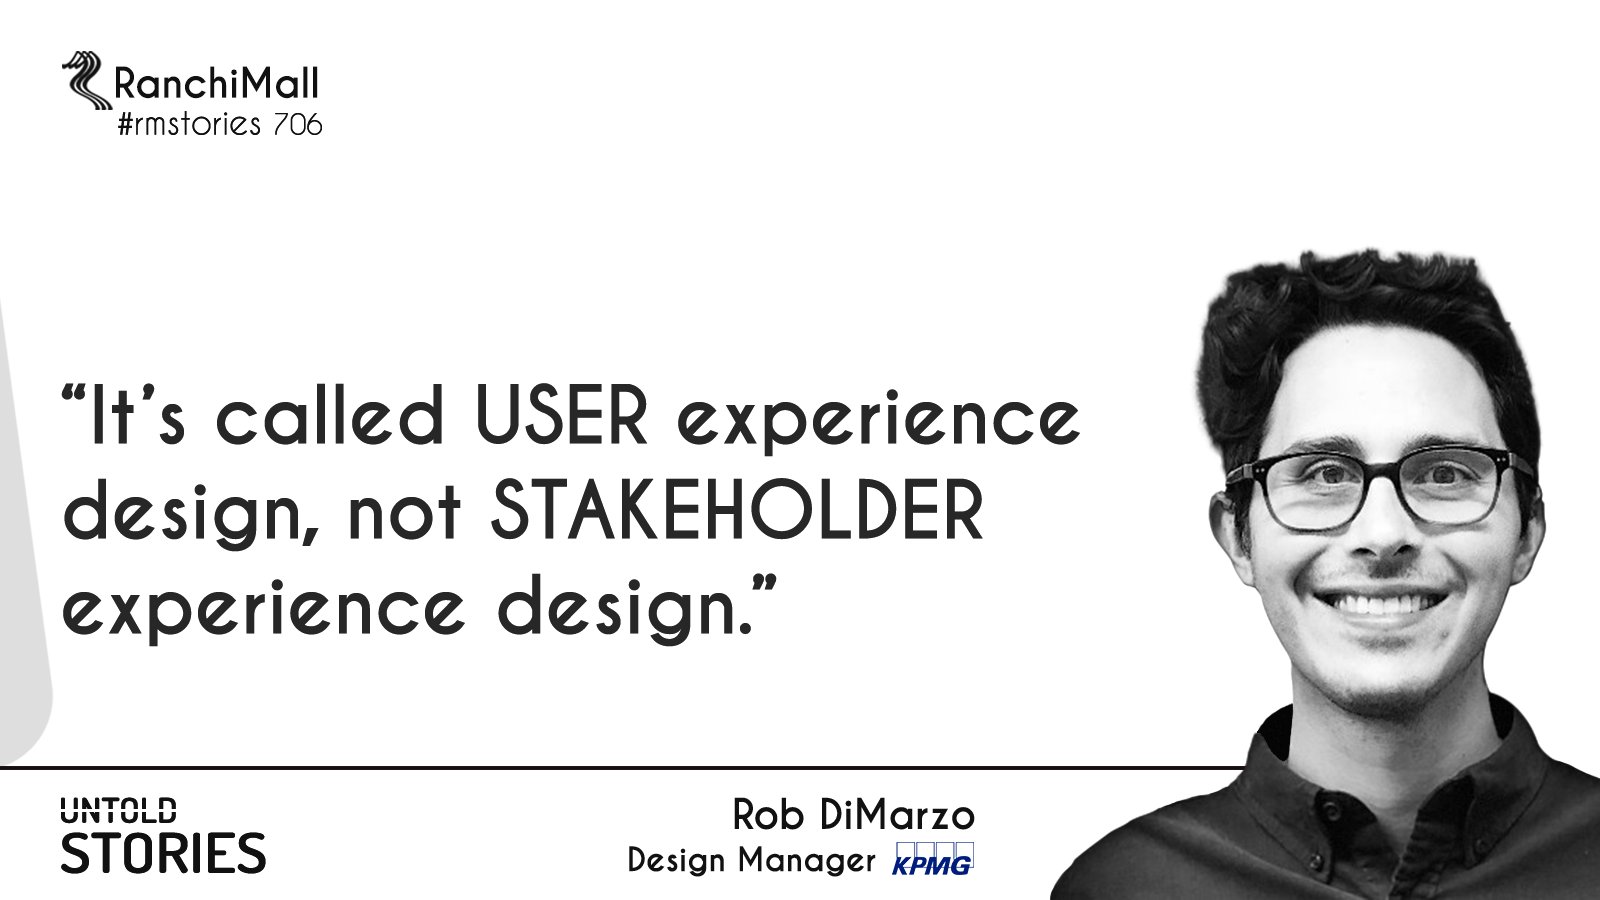 RanchiMall
#rmstories 706
“It’s called USER experience
design, not STAKEHOLDER
experience design.”
UNTOLD
STORIES
Rob DiMarzo
Design Manager KPMG